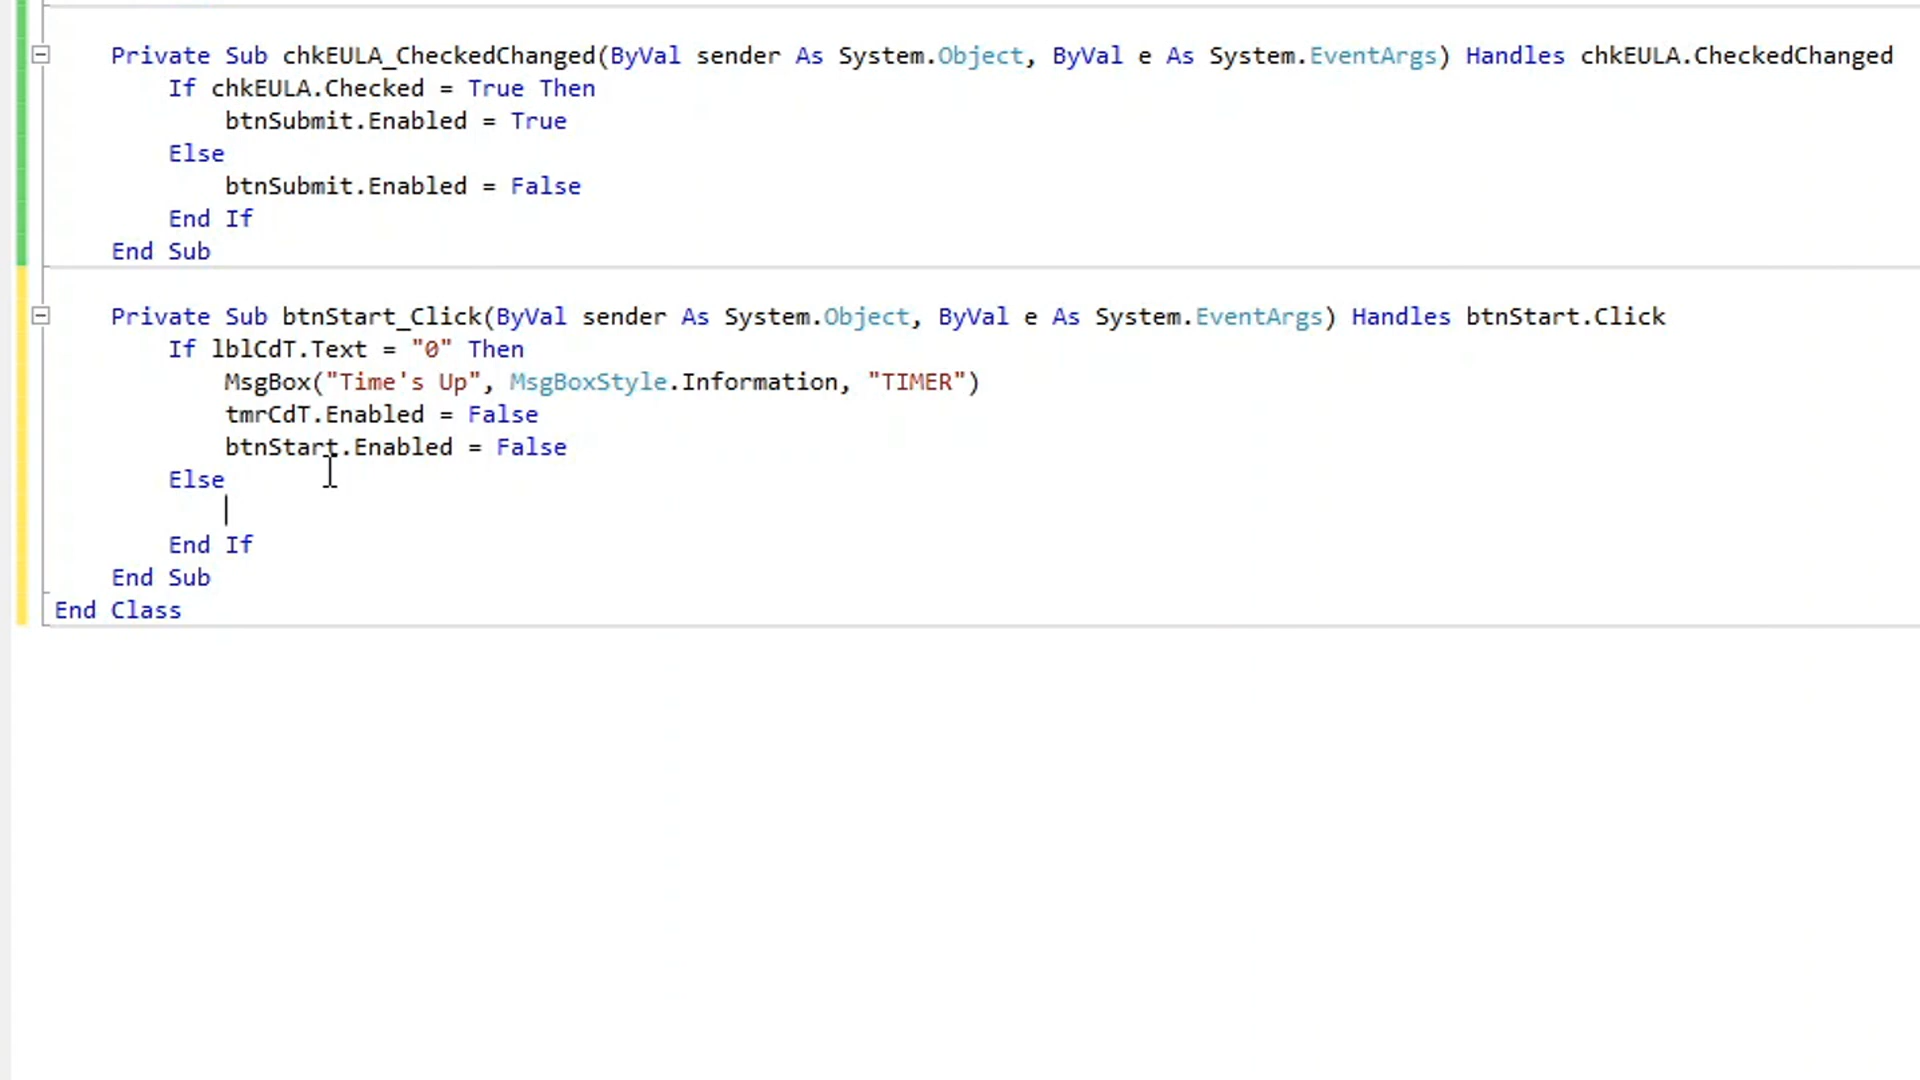 Private Sub chkEULA_CheckedChanged(ByVal sender As System.Object, ByVal e As System.EventArgs) Handles chkEULA.CheckedChanged
If chkEULA.Checked = True Then
btnSubmit.Enabled = True
Else
btnSubmit.Enabled = False
End If
End Sub
Private Sub btnStart_Click(ByVal sender As System.Object, ByVal e As System.EventArgs) Handles btnStart.Click
If lblCdT.Text = "0" Then
MsgBox("Time's Up", MsgBoxStyle.Information, "TIMER")
tmrCdT.Enabled = False
btnStart.Enabled = False
Else
End If
End Sub
End Class